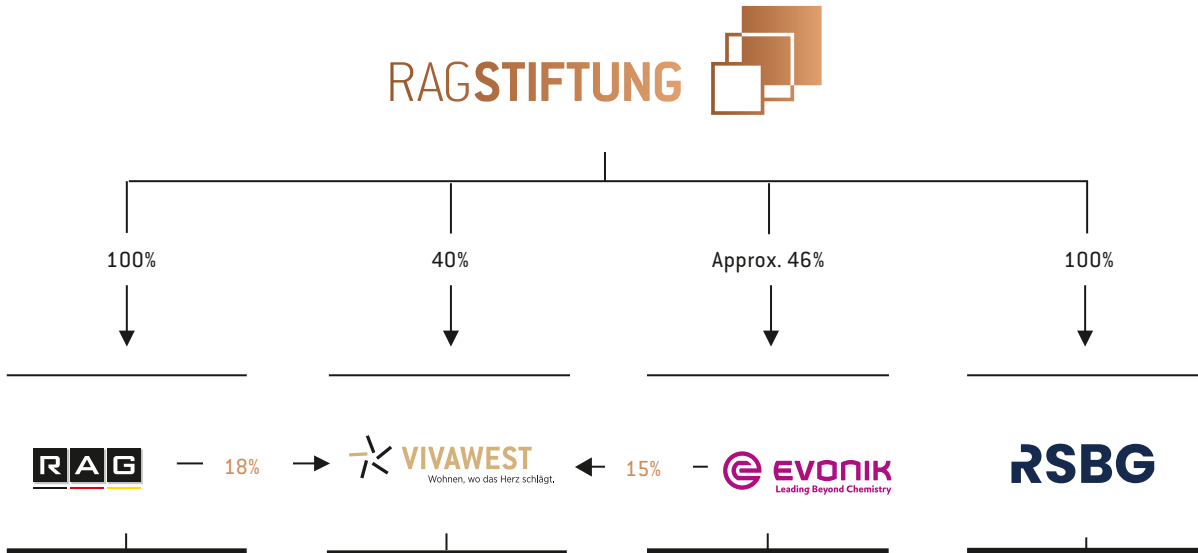 RAGSTIFTUNG
100%
40%
Approx. 46%
100%
RAG
18%
VIVAWEST
Wohnen, wo das Herz schlägt.
15%
EVONIK
Leading Beyond Chemistry
RSBG